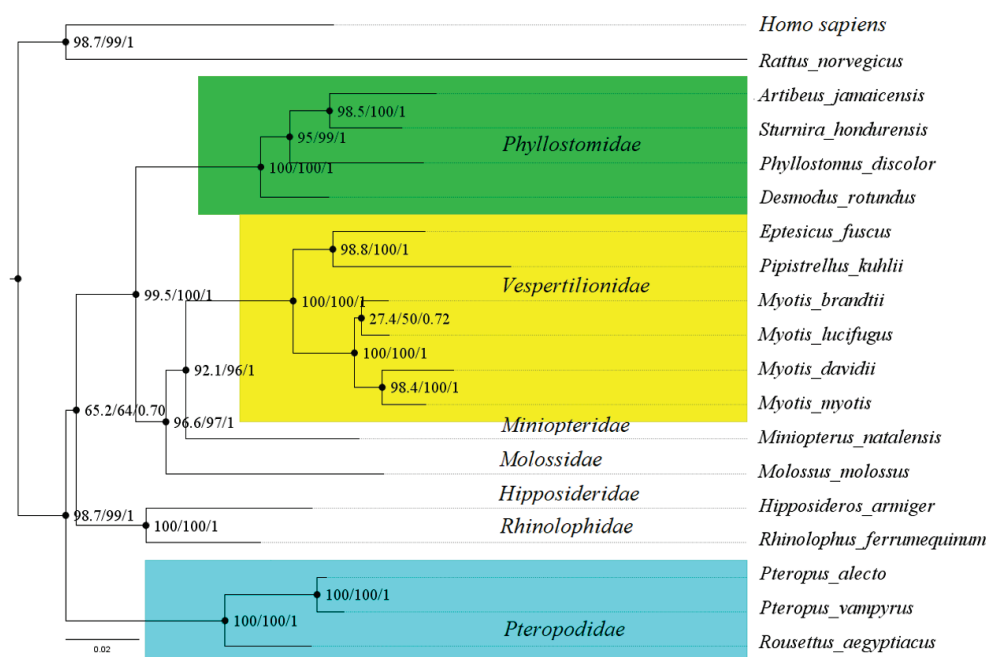 Homo sapiens
98.7/99/1
Rattus_norvegicus
Artibeus_jamaicensis
98.5/100/1
Sturnira_hondurensis
95/99/1
Phyllostomidae
Phyllostomus_discolor
100/100/1
Desmodus_rotundus
Eptesicus_fuscus
98.8/100/1
Pipistrellus_kuhlii
Vespertilionidae
99.5/100/1
100/100/1
Myotis_brandtii
27.4/50/0.72
Myotis_lucifugus
100/100/1
Myotis_davidii
92.1/96/1
98.4/100/1
Myotis_myotis
65.2/64/0.70
96.6/97/1
Miniopteridae
Miniopterus_natalensis
Molossidae
Molossus_molossus
Hipposideridae
Hipposideros_armiger
98.7/99/1
100/100/1
Rhinolophidae
Rhinolophus_ferrumequinum
Pteropus_alecto
100/100/1
Pteropus_vampyrus
100/100/1
Pteropodidae
Rousettus_aegyptiacus
0.02